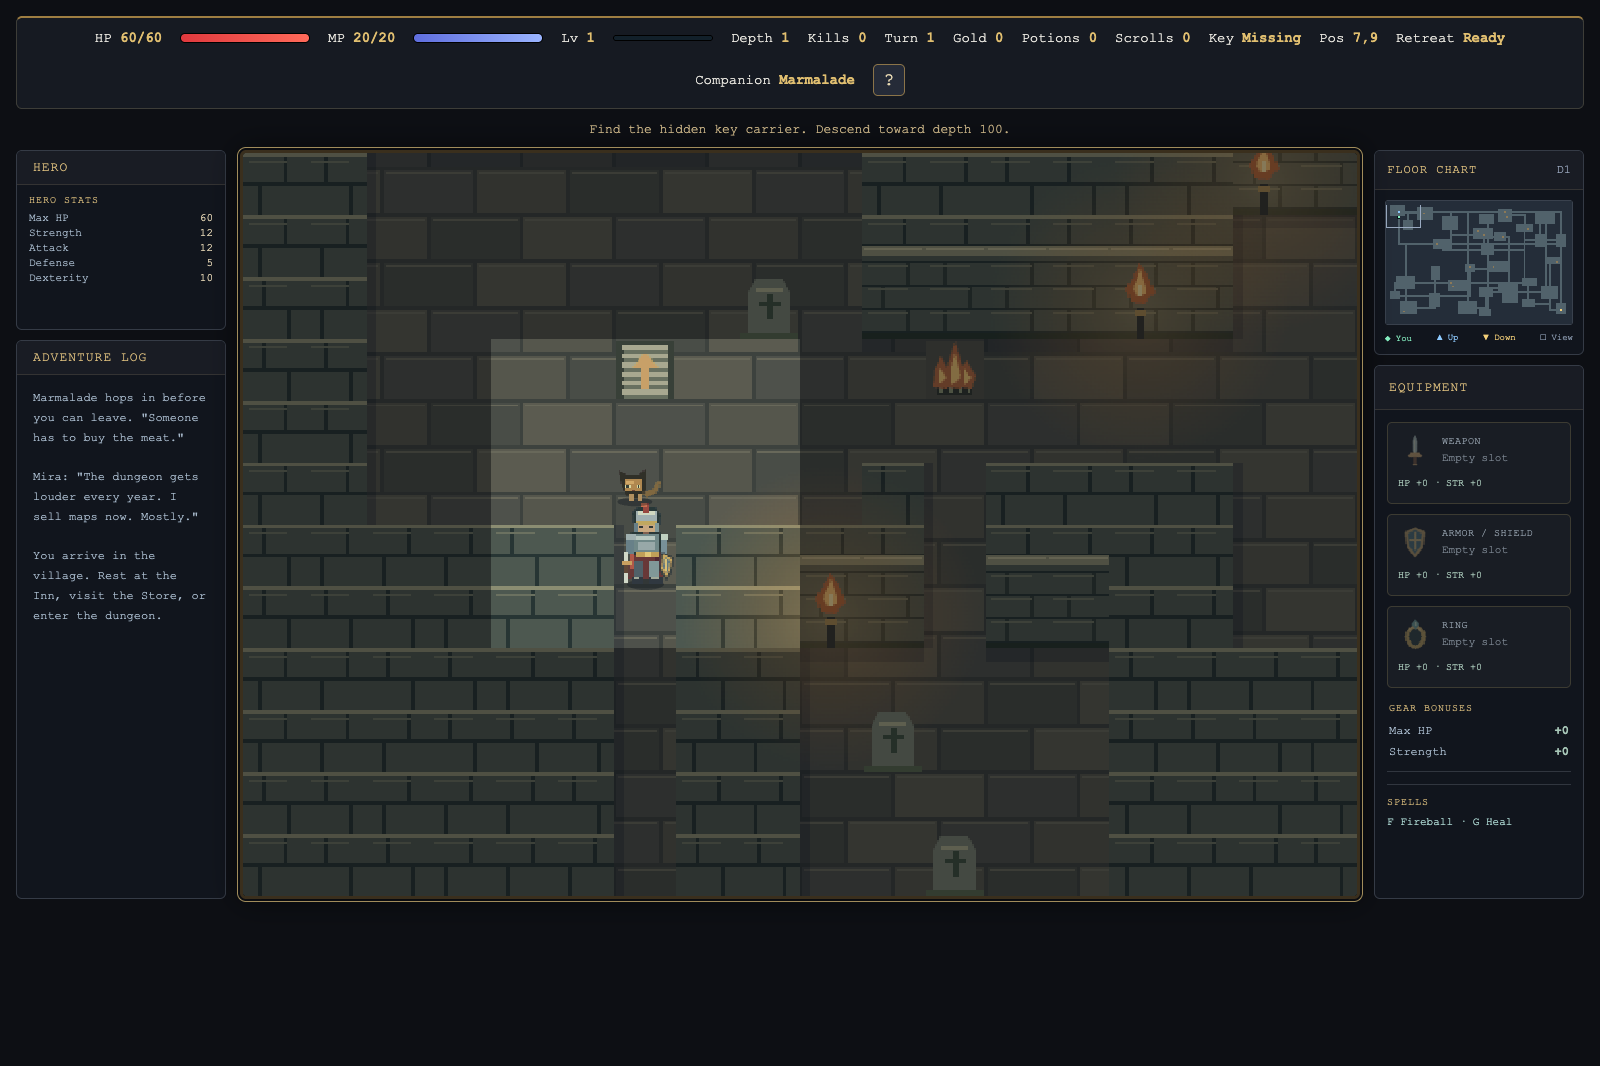 HP 60/60 MP 20/20 Lv 1 Depth 1 Kills 0 Turn 1 Gold 0 Potions 0 Scrolls 0 Key Missing Pos 7,9 Retreat Ready
Companion Marmalade ?
Find the hidden key carrier. Descend toward depth 100.
HERO
HERO STATS
Max HP 60
Strength 12
Attack 12
Defense 5
Dexterity 10
ADVENTURE LOG
Marmalade hops in before
you can leave. "Someone
has to buy the meat."
Mira: "The dungeon gets
louder every year. I
sell maps now. Mostly."
You arrive in the
village. Rest at the
Inn, visit the Store, or
enter the dungeon.
FLOOR CHART D1
◆ You ▲ Up ▼ Down □ View
EQUIPMENT
WEAPON
Empty slot
HP +0 · STR +0
ARMOR / SHIELD
Empty slot
HP +0 · STR +0
RING
Empty slot
HP +0 · STR +0
GEAR BONUSES
Max HP +0
Strength +0
SPELLS
F Fireball · G Heal